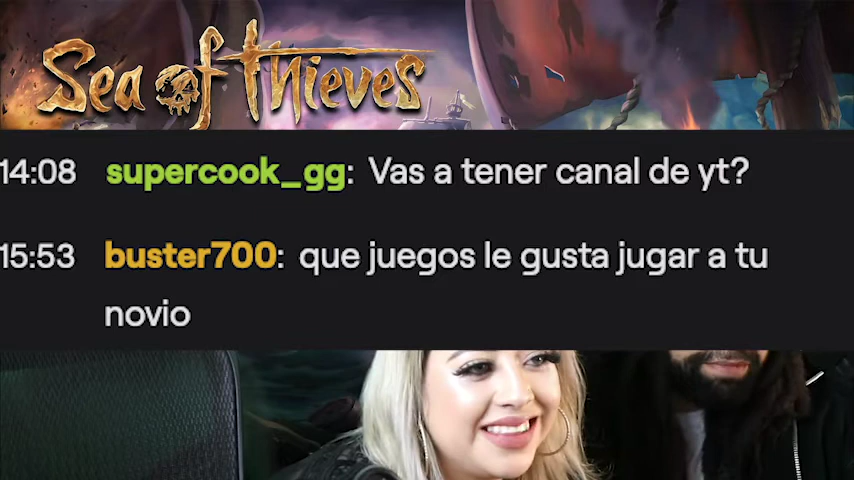 Sea of Thieves
14:08 supercook_gg: Vas a tener canal de yt?
15:53 buster700: que juegos le gusta jugar a tu
novio